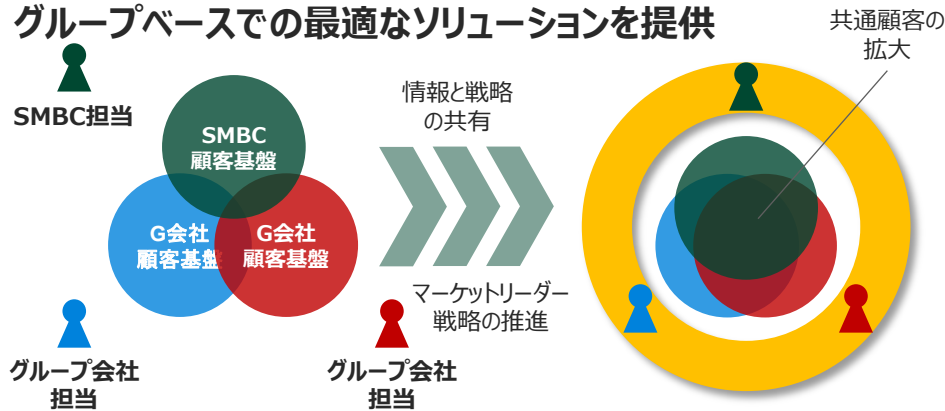 グループベースでの最適なソリューションを提供
共通顧客の
拡大
SMBC担当
情報と戦略
の共有
SMBC
顧客基盤
G会社
顧客基盤
G会社
顧客基盤
マーケットリーダー
戦略の推進
グループ会社
担当
グループ会社
担当